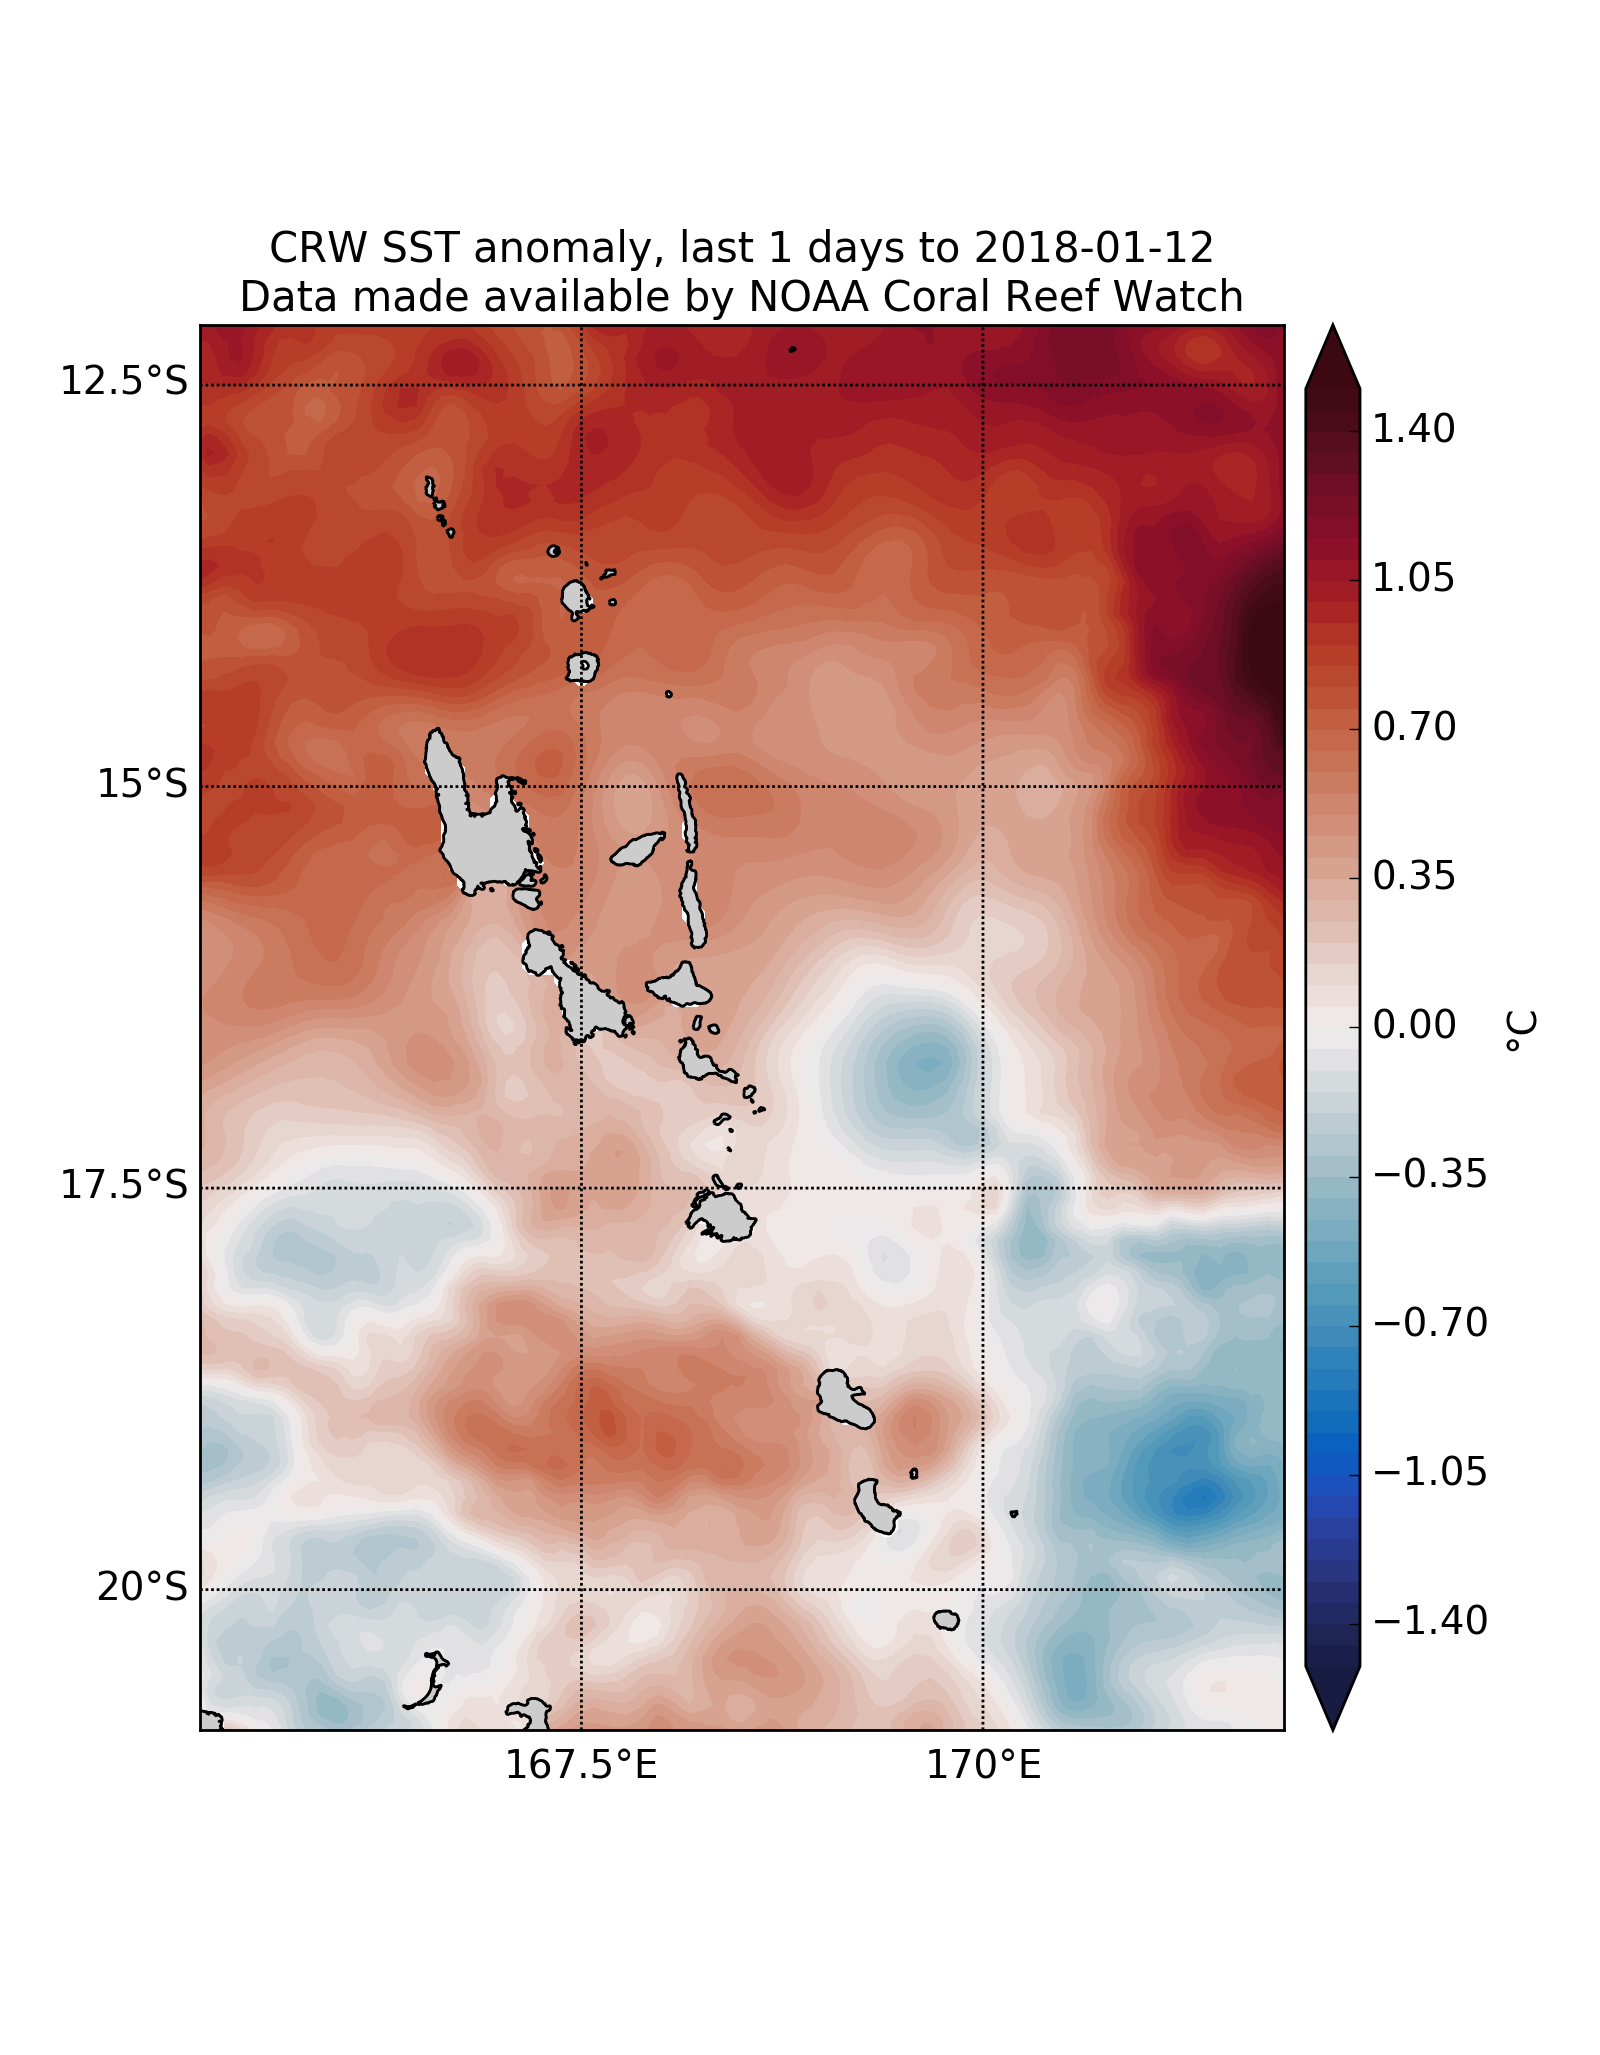 CRW SST anomaly, last 1 days to 2018-01-12
Data made available by NOAA Coral Reef Watch
12.5°S
15°S
17.5°S
20°S
167.5°E
170°E
1.40
1.05
0.70
0.35
0.00
−0.35
−0.70
−1.05
−1.40
°C